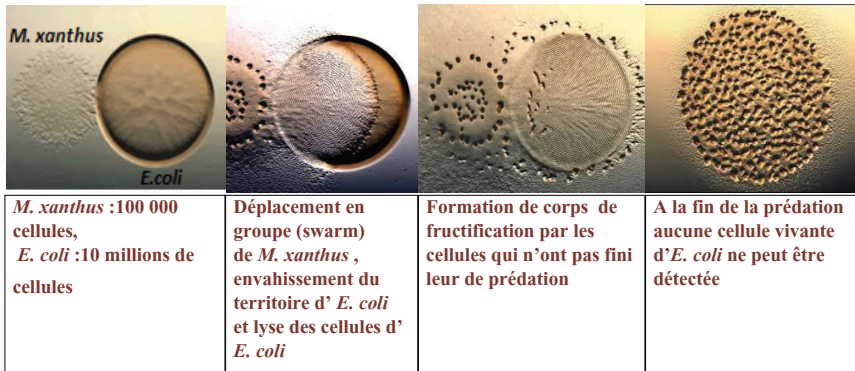 M. xanthus
E.coli
M. xanthus :100 000
cellules,
E. coli :10 millions de
cellules
Déplacement en
groupe (swarm)
de M. xanthus ,
envahissement du
territoire d’ E. coli
et lyse des cellules d’
E. coli
Formation de corps de
fructification par les
cellules qui n’ont pas fini
leur de prédation
A la fin de la prédation
aucune cellule vivante
d’E. coli ne peut être
détectée